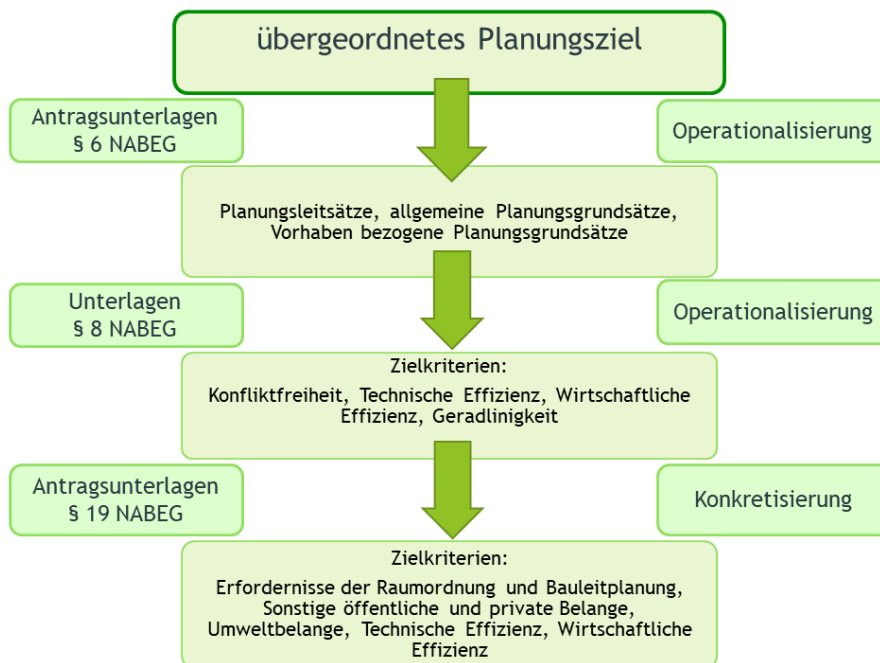 übergeordnetes Planungsziel
Antragsunterlagen
§ 6 NABEG
Operationalisierung
Planungsleitsätze, allgemeine Planungsgrundsätze,
Vorhaben bezogene Planungsgrundsätze
Unterlagen
§ 8 NABEG
Operationalisierung
Zielkriterien:
Konfliktfreiheit, Technische Effizienz, Wirtschaftliche
Effizienz, Geradlinigkeit
Antragsunterlagen
§ 19 NABEG
Konkretisierung
Zielkriterien:
Erfordernisse der Raumordnung und Bauleitplanung,
Sonstige öffentliche und private Belange,
Umweltbelange, Technische Effizienz, Wirtschaftliche
Effizienz